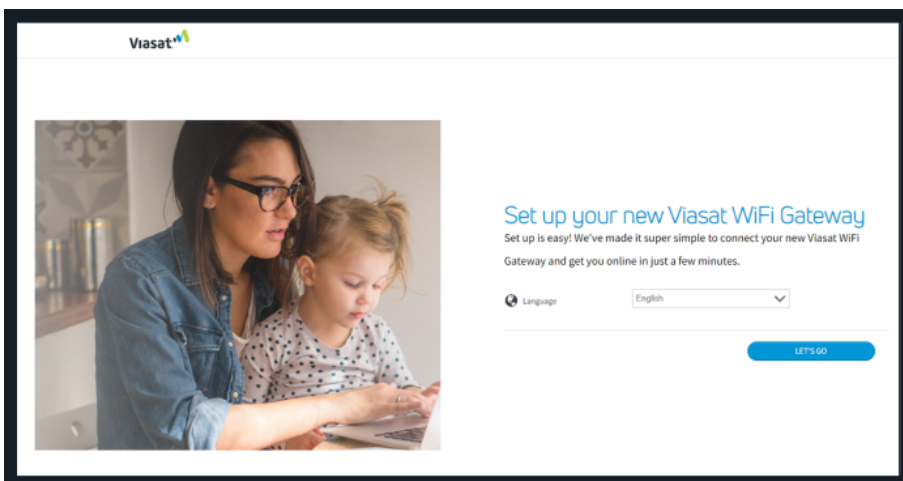 Viasat
Set up your new Viasat WiFi Gateway
Set up is easy! We've made it super simple to connect your new Viasat WiFi
Gateway and get you online in just a few minutes.
Language
English
LET'S GO